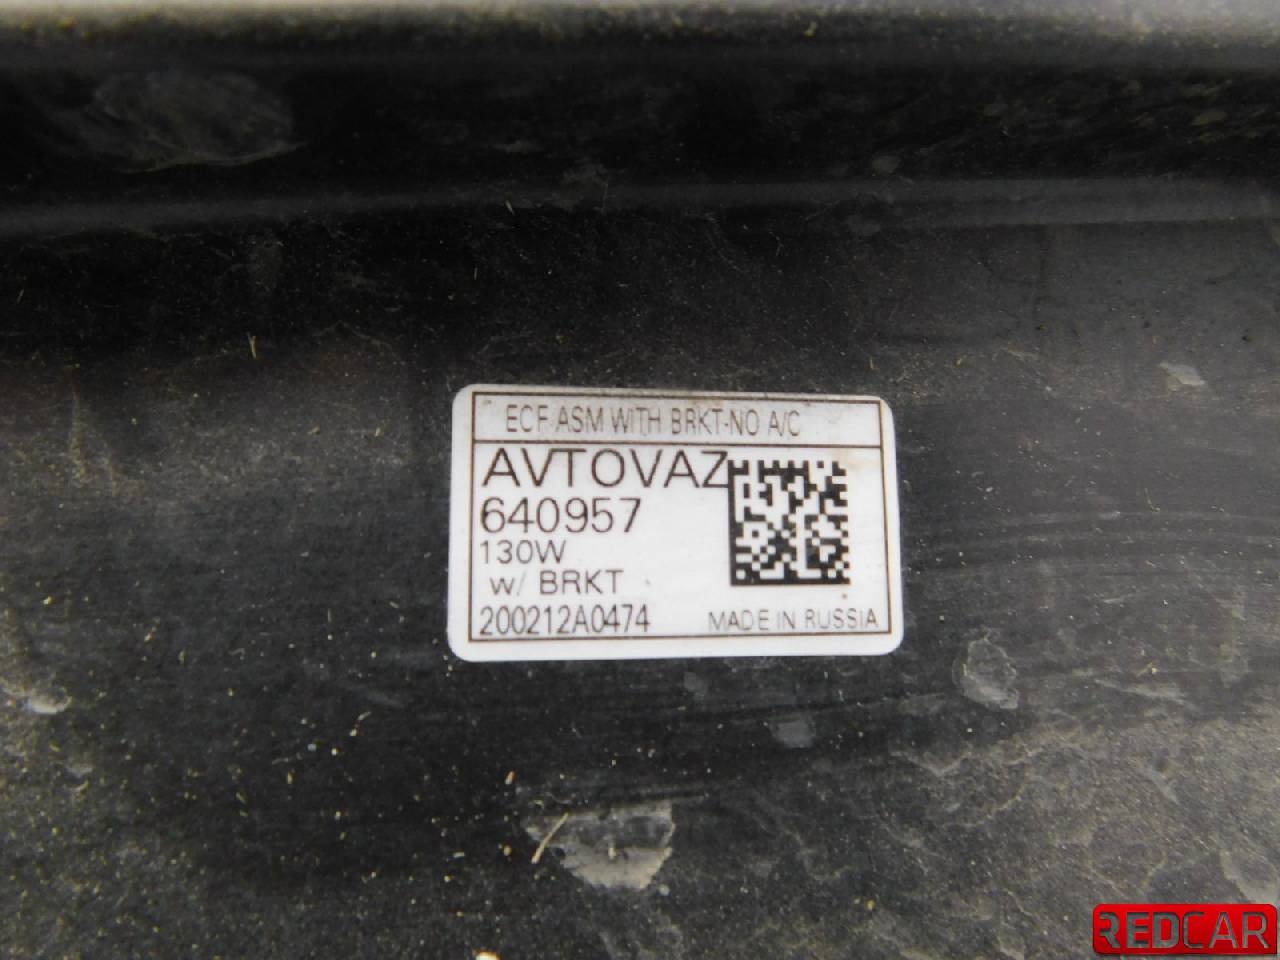 ECF ASM WITH BRKT-NO A/C
AVTOVAZ
640957
130W
w/ BRKT
200212A0474
MADE IN RUSSIA
REDCAR